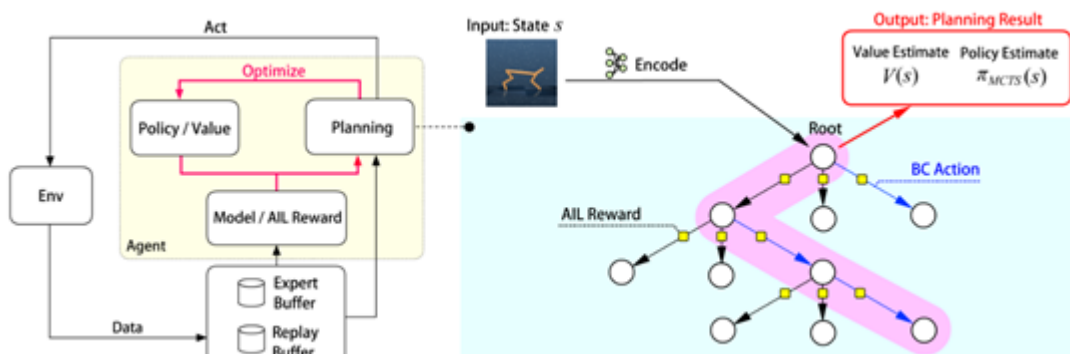 Act
Optimize
Policy / Value
Planning
Env
Model / AIL Reward
Agent
Expert
Buffer
Data
Replay
Buffer
Input: State s
Encode
Output: Planning Result
Value Estimate
V(s)
Policy Estimate
πMCTS(s)
Root
BC Action
AIL Reward